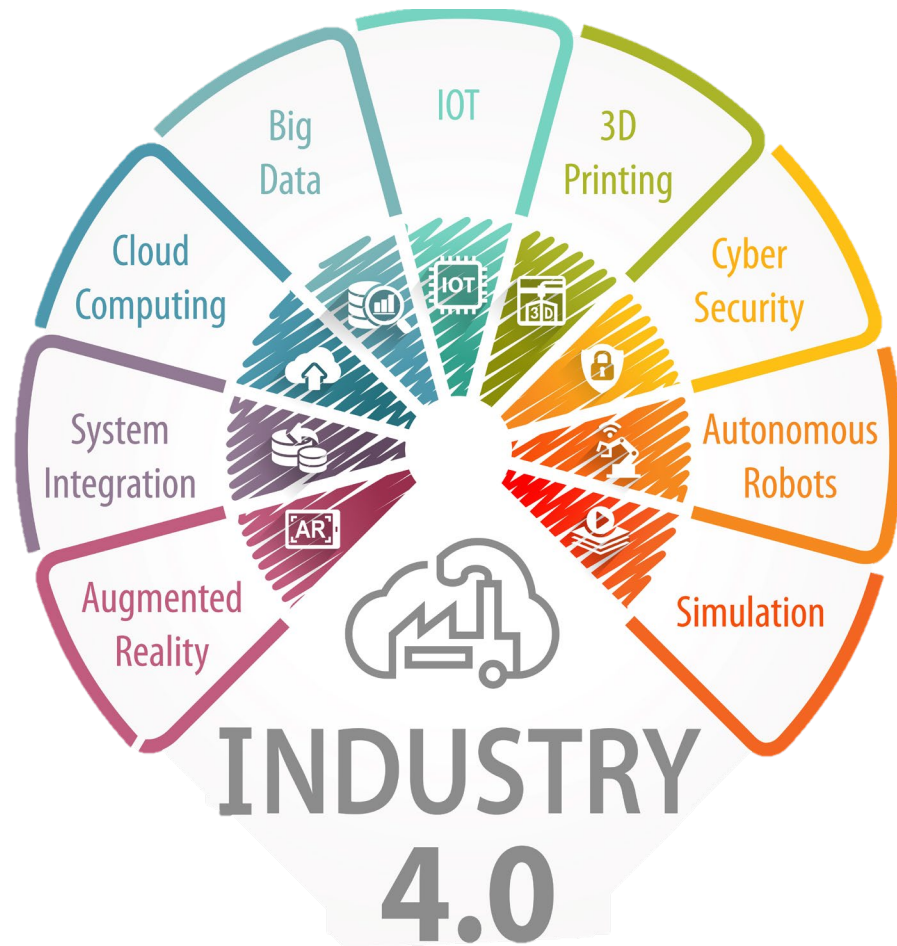 IOT
Big
Data
3D
Printing
Cloud
Computing
Cyber
Security
System
Integration
Autonomous
Robots
Augmented
Reality
Simulation
IOT
3D
AR
INDUSTRY
4.0